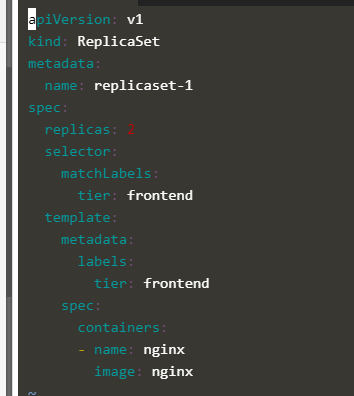 apiVersion: v1
kind: ReplicaSet
metadata:
  name: replicaset-1
spec:
  replicas: 2
  selector:
    matchLabels:
      tier: frontend
  template:
    metadata:
      labels:
        tier: frontend
    spec:
      containers:
      - name: nginx
        image: nginx
~